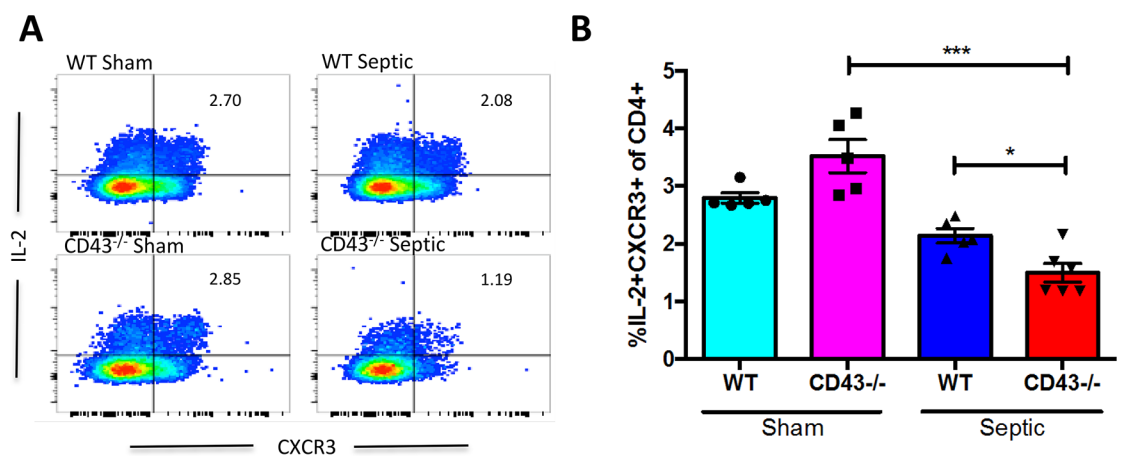 A
B
WT Sham
WT Septic
2.70
2.08
CD43-/- Sham
CD43-/- Septic
2.85
1.19
IL-2
CXCR3
%IL-2+CXCR3+ of CD4+
***
*
5
4
3
2
1
0
WT
CD43-/-
WT
CD43-/-
Sham
Septic